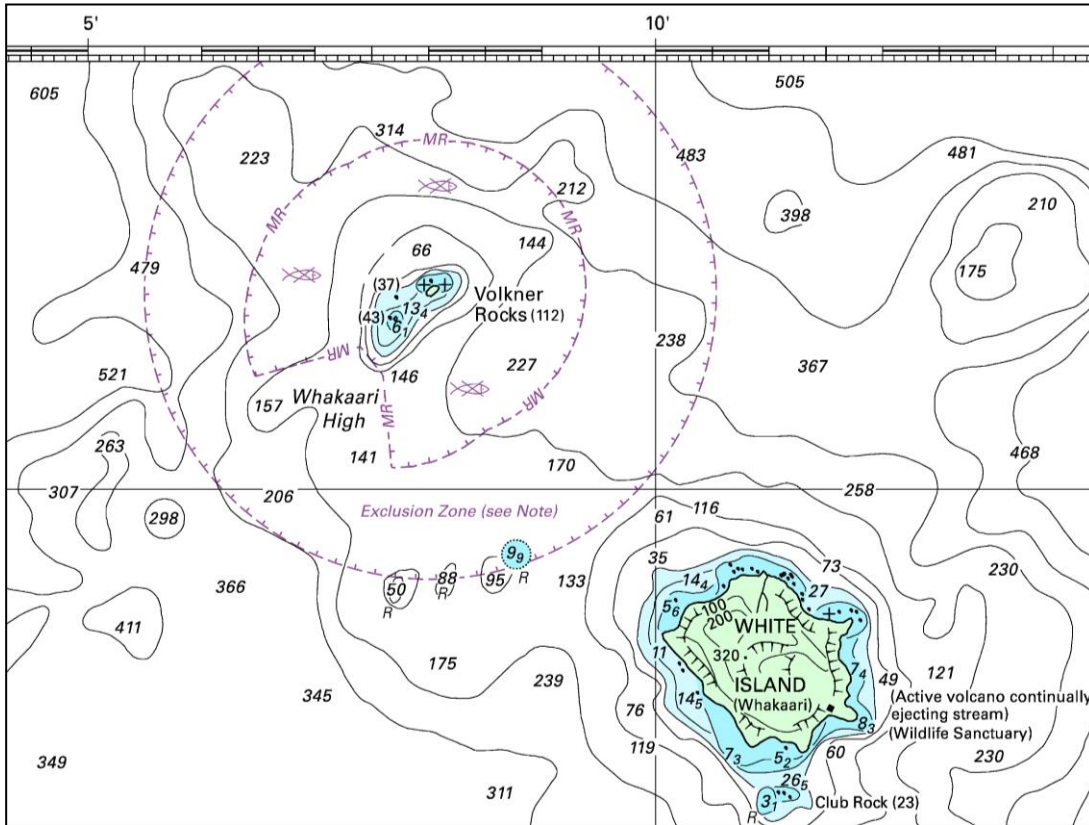 5' 10'
605 505
314 MR
223 483 481
212 210
MR MR 398
144
66
479 (37) 175
Volkner
13₄
(43) Rocks (112)
6₁
238
MR 227 367
521 146
Whakaari MR
157
High MR
263 141 170 468
307 206 258
298 Exclusion Zone (see Note) 61 116
9₉
35 73
50 88 95 133 230
R R R
366 14₄ 27
411 5₆ 100
200 WHITE
11 320
175 7₄ 121
239 ISLAND 49
345 (Whakaari) (Active volcano continually
14₅ ejecting stream)
76 8₃ (Wildlife Sanctuary)
119 7₃ 5₂ 60 230
349
26₅
311 3₁ Club Rock (23)
R